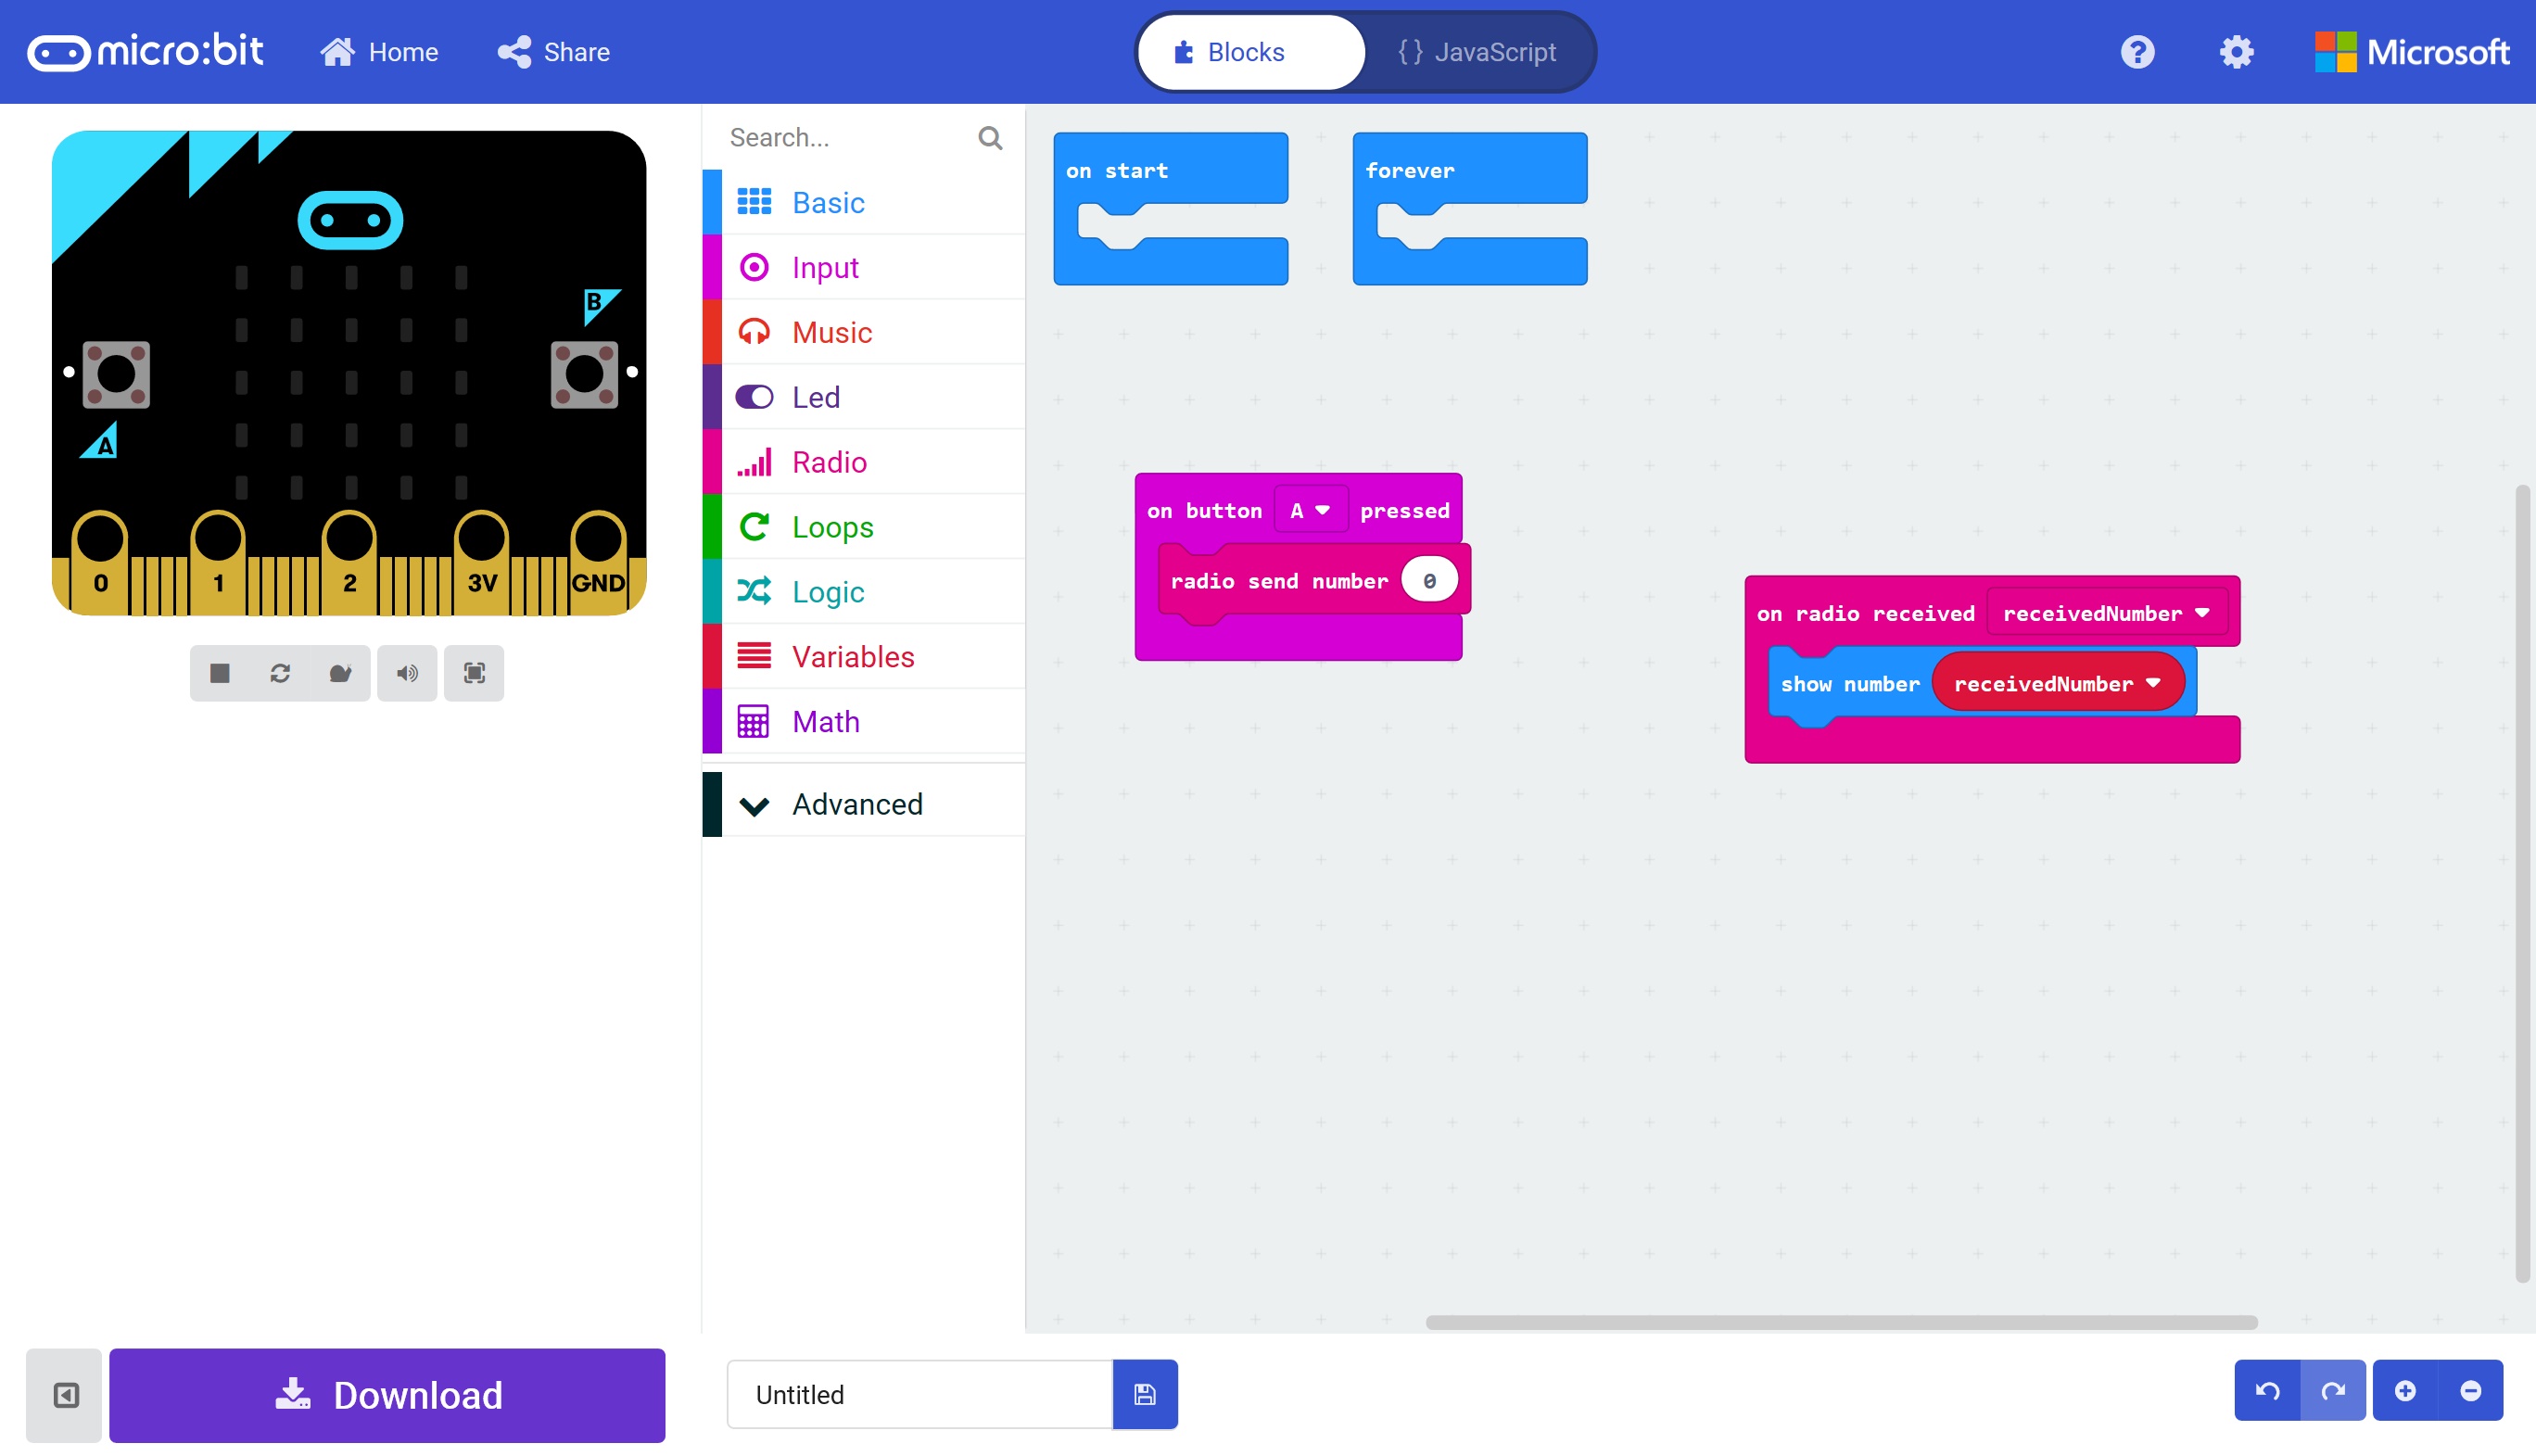 micro:bit Home Share Blocks {} JavaScript ? Microsoft
Search...
Basic
Input
Music
Led
Radio
Loops
Logic
Variables
Math
Advanced
B
A
0 1 2 3V GND
on start
forever
on button A pressed
radio send number 0
on radio received receivedNumber
show number receivedNumber
Download
Untitled